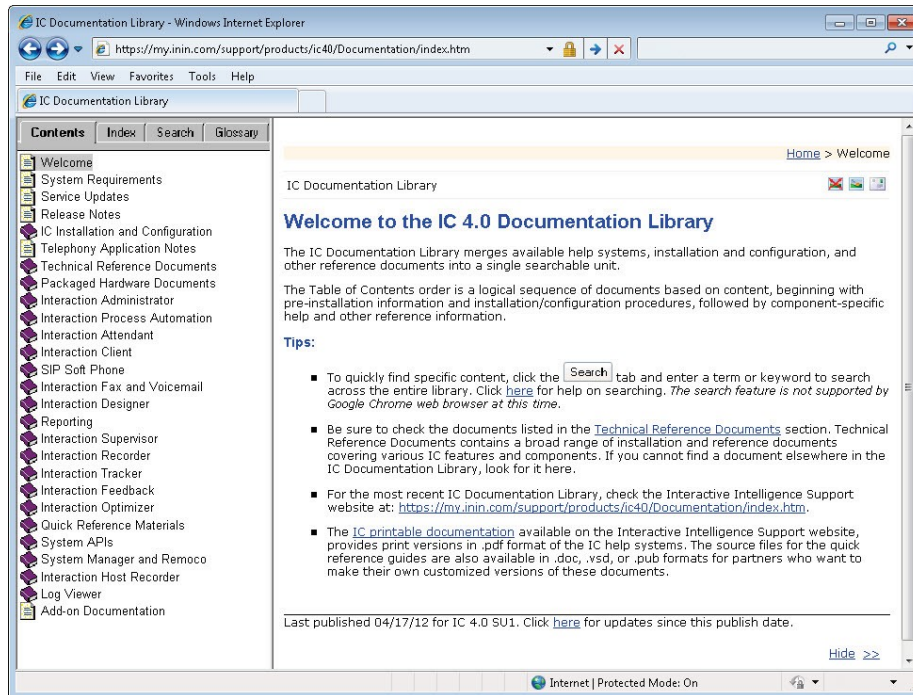 IC Documentation Library - Windows Internet Explorer
https://my.inin.com/support/products/ic40/Documentation/index.htm
File Edit View Favorites Tools Help
IC Documentation Library
Contents Index Search Glossary
Welcome
System Requirements
Service Updates
Release Notes
IC Installation and Configuration
Telephony Application Notes
Technical Reference Documents
Packaged Hardware Documents
Interaction Administrator
Interaction Process Automation
Interaction Attendant
Interaction Client
SIP Soft Phone
Interaction Fax and Voicemail
Interaction Designer
Reporting
Interaction Supervisor
Interaction Recorder
Interaction Tracker
Interaction Feedback
Interaction Optimizer
Quick Reference Materials
System APIs
System Manager and Remoco
Interaction Host Recorder
Log Viewer
Add-on Documentation
Home > Welcome
IC Documentation Library
Welcome to the IC 4.0 Documentation Library
The IC Documentation Library merges available help systems, installation and configuration, and
other reference documents into a single searchable unit.
The Table of Contents order is a logical sequence of documents based on content, beginning with
pre-installation information and installation/configuration procedures, followed by component-specific
help and other reference information.
Tips:
To quickly find specific content, click the Search tab and enter a term or keyword to search
across the entire library. Click here for help on searching. The search feature is not supported by
Google Chrome web browser at this time.
Be sure to check the documents listed in the Technical Reference Documents section. Technical
Reference Documents contains a broad range of installation and reference documents
covering various IC features and components. If you cannot find a document elsewhere in the
IC Documentation Library, look for it here.
For the most recent IC Documentation Library, check the Interactive Intelligence Support
website at: https://my.inin.com/support/products/ic40/Documentation/index.htm.
The IC printable documentation available on the Interactive Intelligence Support website,
provides print versions in .pdf format of the IC help systems. The source files for the quick
reference guides are also available in .doc, .vsd, or .pub formats for partners who want to
make their own customized versions of these documents.
Last published 04/17/12 for IC 4.0 SU1. Click here for updates since this publish date.
Hide >>
Internet | Protected Mode: On